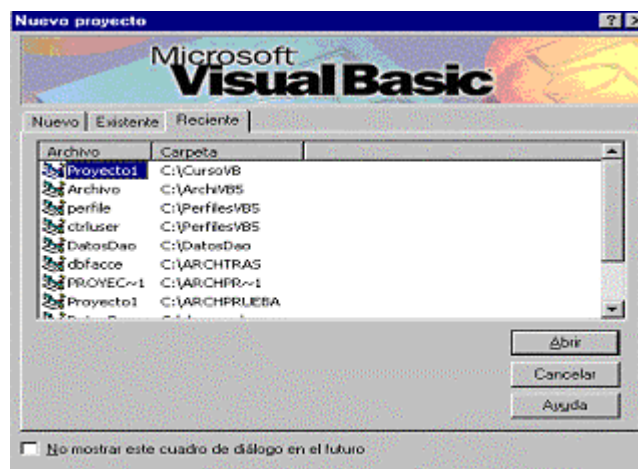 Nuevo proyecto
Microsoft
Visual Basic
Nuevo Existente Reciente
Archivo Carpeta
Proyecto1 C:\CursoVB
Archivo C:\ArchiVB5
perfile C:\PerfilesVB5
ctrluser C:\PerfilesVB5
DatosDao C:\DatosDao
dbfacce C:\ARCHTRAS
PROYEC~1 C:\ARCHPR~1
Proyecto1 C:\ARCHPRUEBA
Abrir
Cancelar
Ayuda
No mostrar este cuadro de diálogo en el futuro